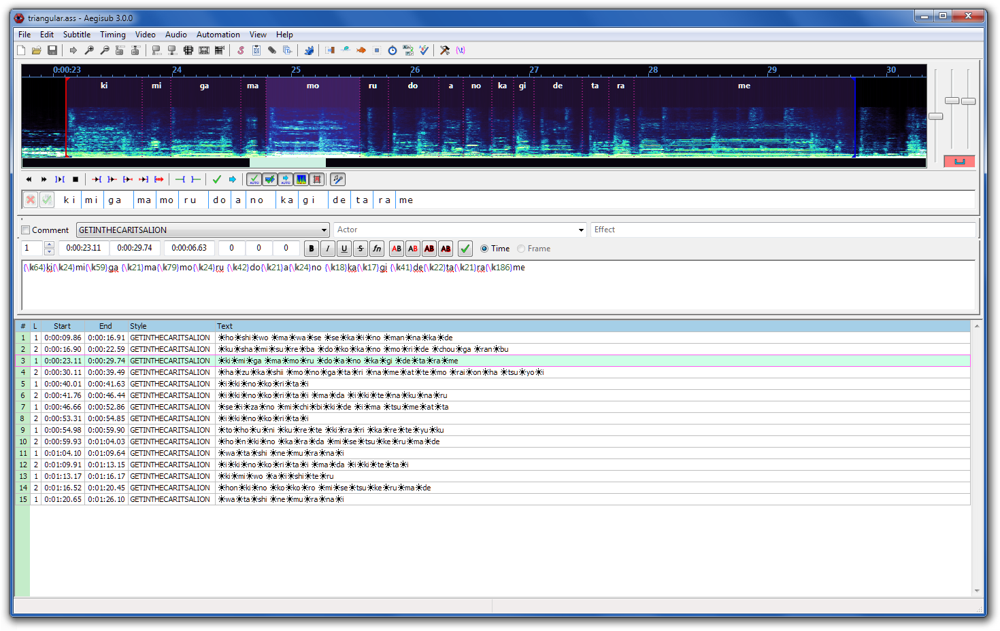 triangular.ass - Aegisub 3.0.0
File Edit Subtitle Timing Video Audio Automation View Help
0:00:23 24 25 26 27 28 29 30
ki mi ga ma mo ru do a no ka gi de ta ra me
AUTO AUTO
ki mi ga ma mo ru do a no ka gi de ta ra me
Comment GETINTHECARITSALION Actor Effect
1 0:00:23.11 0:00:29.74 0:00:06.63 0 0 0 B I U S fn AB AB AB AB Time Frame
{\k64}ki{\k24}mi{\k59}ga {\k21}ma{\k79}mo{\k24}ru {\k42}do{\k21}a{\k24}no {\k18}ka{\k17}gi {\k41}de{\k22}ta{\k21}ra{\k186}me
# L Start End Style Text
1 1 0:00:09.86 0:00:16.91 GETINTHECARITSALION ☀ho☀shi☀wo ☀ma☀wa☀se ☀se☀ka☀i☀no ☀man☀na☀ka☀de
2 2 0:00:16.90 0:00:22.59 GETINTHECARITSALION ☀ku☀sha☀mi☀su☀re☀ba ☀do☀ko☀ka☀no ☀mo☀ri☀de ☀chou☀ga ☀ran☀bu
3 1 0:00:23.11 0:00:29.74 GETINTHECARITSALION ☀ki☀mi☀ga ☀ma☀mo☀ru ☀do☀a☀no ☀ka☀gi ☀de☀ta☀ra☀me
4 2 0:00:30.11 0:00:39.49 GETINTHECARITSALION ☀ha☀zu☀ka☀shii ☀mo☀no☀ga☀ta☀ri ☀na☀me☀at☀te☀mo ☀rai☀on☀ha ☀tsu☀yo☀i
5 1 0:00:40.01 0:00:41.63 GETINTHECARITSALION ☀i☀ki☀no☀ko☀ri☀ta☀i
6 2 0:00:41.76 0:00:46.44 GETINTHECARITSALION ☀i☀ki☀no☀ko☀ri☀ta☀i ☀ma☀da ☀i☀ki☀te☀na☀ku☀na☀ru
7 1 0:00:46.66 0:00:52.86 GETINTHECARITSALION ☀se☀i☀za☀no ☀mi☀chi☀bi☀ki☀de ☀i☀ma ☀tsu☀me☀at☀ta
8 2 0:00:53.31 0:00:54.85 GETINTHECARITSALION ☀i☀ki☀no☀ko☀ri☀ta☀i
9 1 0:00:54.98 0:00:59.90 GETINTHECARITSALION ☀to☀ho☀u☀ni ☀ku☀re☀te ☀ki☀ra☀ri ☀ka☀re☀te☀yu☀ku
10 2 0:00:59.93 0:01:04.03 GETINTHECARITSALION ☀ho☀n☀ki☀no ☀ka☀ra☀da ☀mi☀se☀tsu☀ke☀ru☀ma☀de
11 1 0:01:04.10 0:01:09.64 GETINTHECARITSALION ☀wa☀ta☀shi ☀ne☀mu☀ra☀na☀i
12 2 0:01:09.91 0:01:13.15 GETINTHECARITSALION ☀i☀ki☀no☀ko☀ri☀ta☀i ☀ma☀da ☀i☀ki☀te☀ta☀i
13 1 0:01:13.17 0:01:16.17 GETINTHECARITSALION ☀ki☀mi☀wo ☀a☀i☀shi☀te☀ru
14 2 0:01:16.52 0:01:20.45 GETINTHECARITSALION ☀hon☀ki☀no ☀ko☀ko☀ro ☀mi☀se☀tsu☀ke☀ru☀ma☀de
15 1 0:01:20.65 0:01:26.10 GETINTHECARITSALION ☀wa☀ta☀shi ☀ne☀mu☀ra☀na☀i